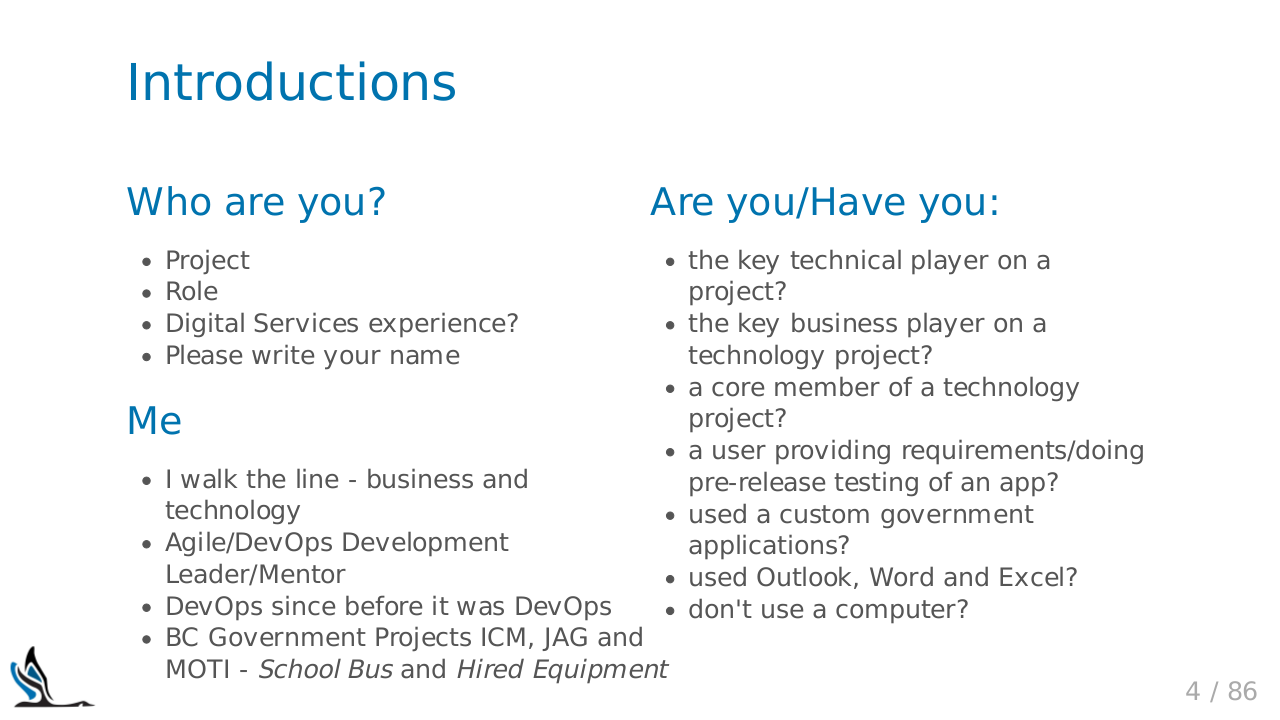 Introductions
Who are you?
• Project
• Role
• Digital Services experience?
• Please write your name
Me
• I walk the line - business and
technology
• Agile/DevOps Development
Leader/Mentor
• DevOps since before it was DevOps
• BC Government Projects ICM, JAG and
MOTI - School Bus and Hired Equipment
Are you/Have you:
• the key technical player on a
project?
• the key business player on a
technology project?
• a core member of a technology
project?
• a user providing requirements/doing
pre-release testing of an app?
• used a custom government
applications?
• used Outlook, Word and Excel?
• don't use a computer?
4 / 86